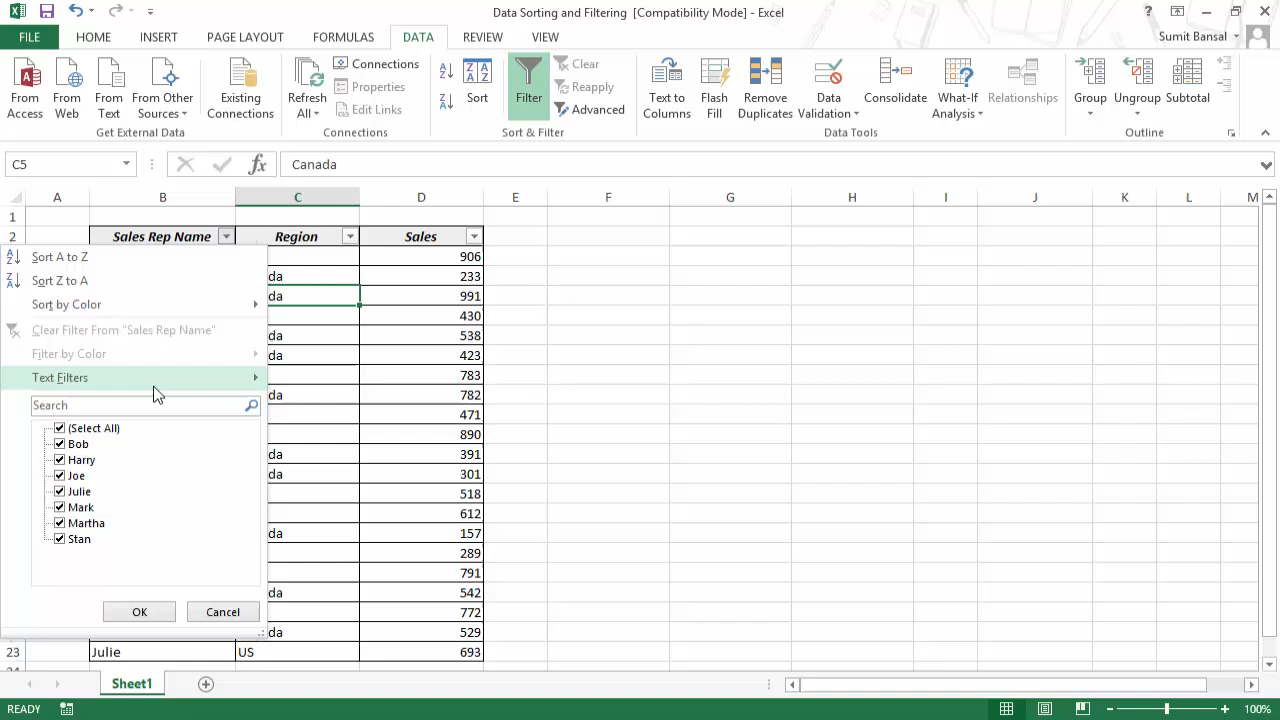 Data Sorting and Filtering [Compatibility Mode] - Excel
FILE HOME INSERT PAGE LAYOUT FORMULAS DATA REVIEW VIEW Sumit Bansal
From Access From Web From Text From Other Sources Existing Connections Refresh All Connections Properties Edit Links Sort Filter Clear Reapply Advanced Text to Columns Flash Fill Remove Duplicates Data Validation Consolidate What-If Analysis Relationships Group Ungroup Subtotal
Get External Data Connections Sort & Filter Data Tools Outline
C5 fx Canada
A B C D E F G H I J K L M
1
2 Sales Rep Name Region Sales
Sort A to Z 906
da 233
Sort Z to A
da 991
Sort by Color
430
Clear Filter From "Sales Rep Name" da 538
Filter by Color da 423
Text Filters 783
da 782
Search
471
(Select All) 890
Bob
da 391
Harry
da 301
Joe
Julie 518
Mark 612
Martha
da 157
Stan
289
791
da 542
OK Cancel 772
da 529
23 Julie US 693
Sheet1
READY 100%